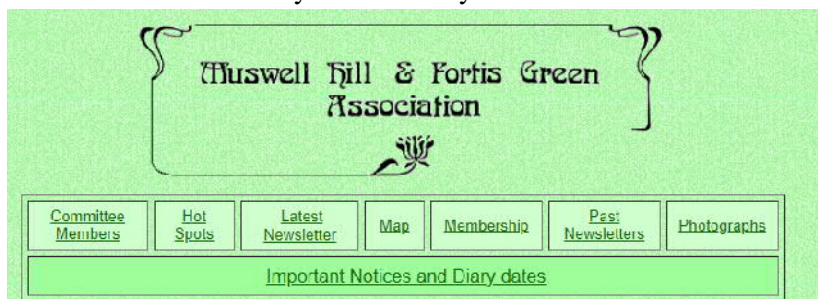 Muswell Hill & Fortis Green
Association
Committee Members
Hot Spots
Latest Newsletter
Map
Membership
Past Newsletters
Photographs
Important Notices and Diary dates